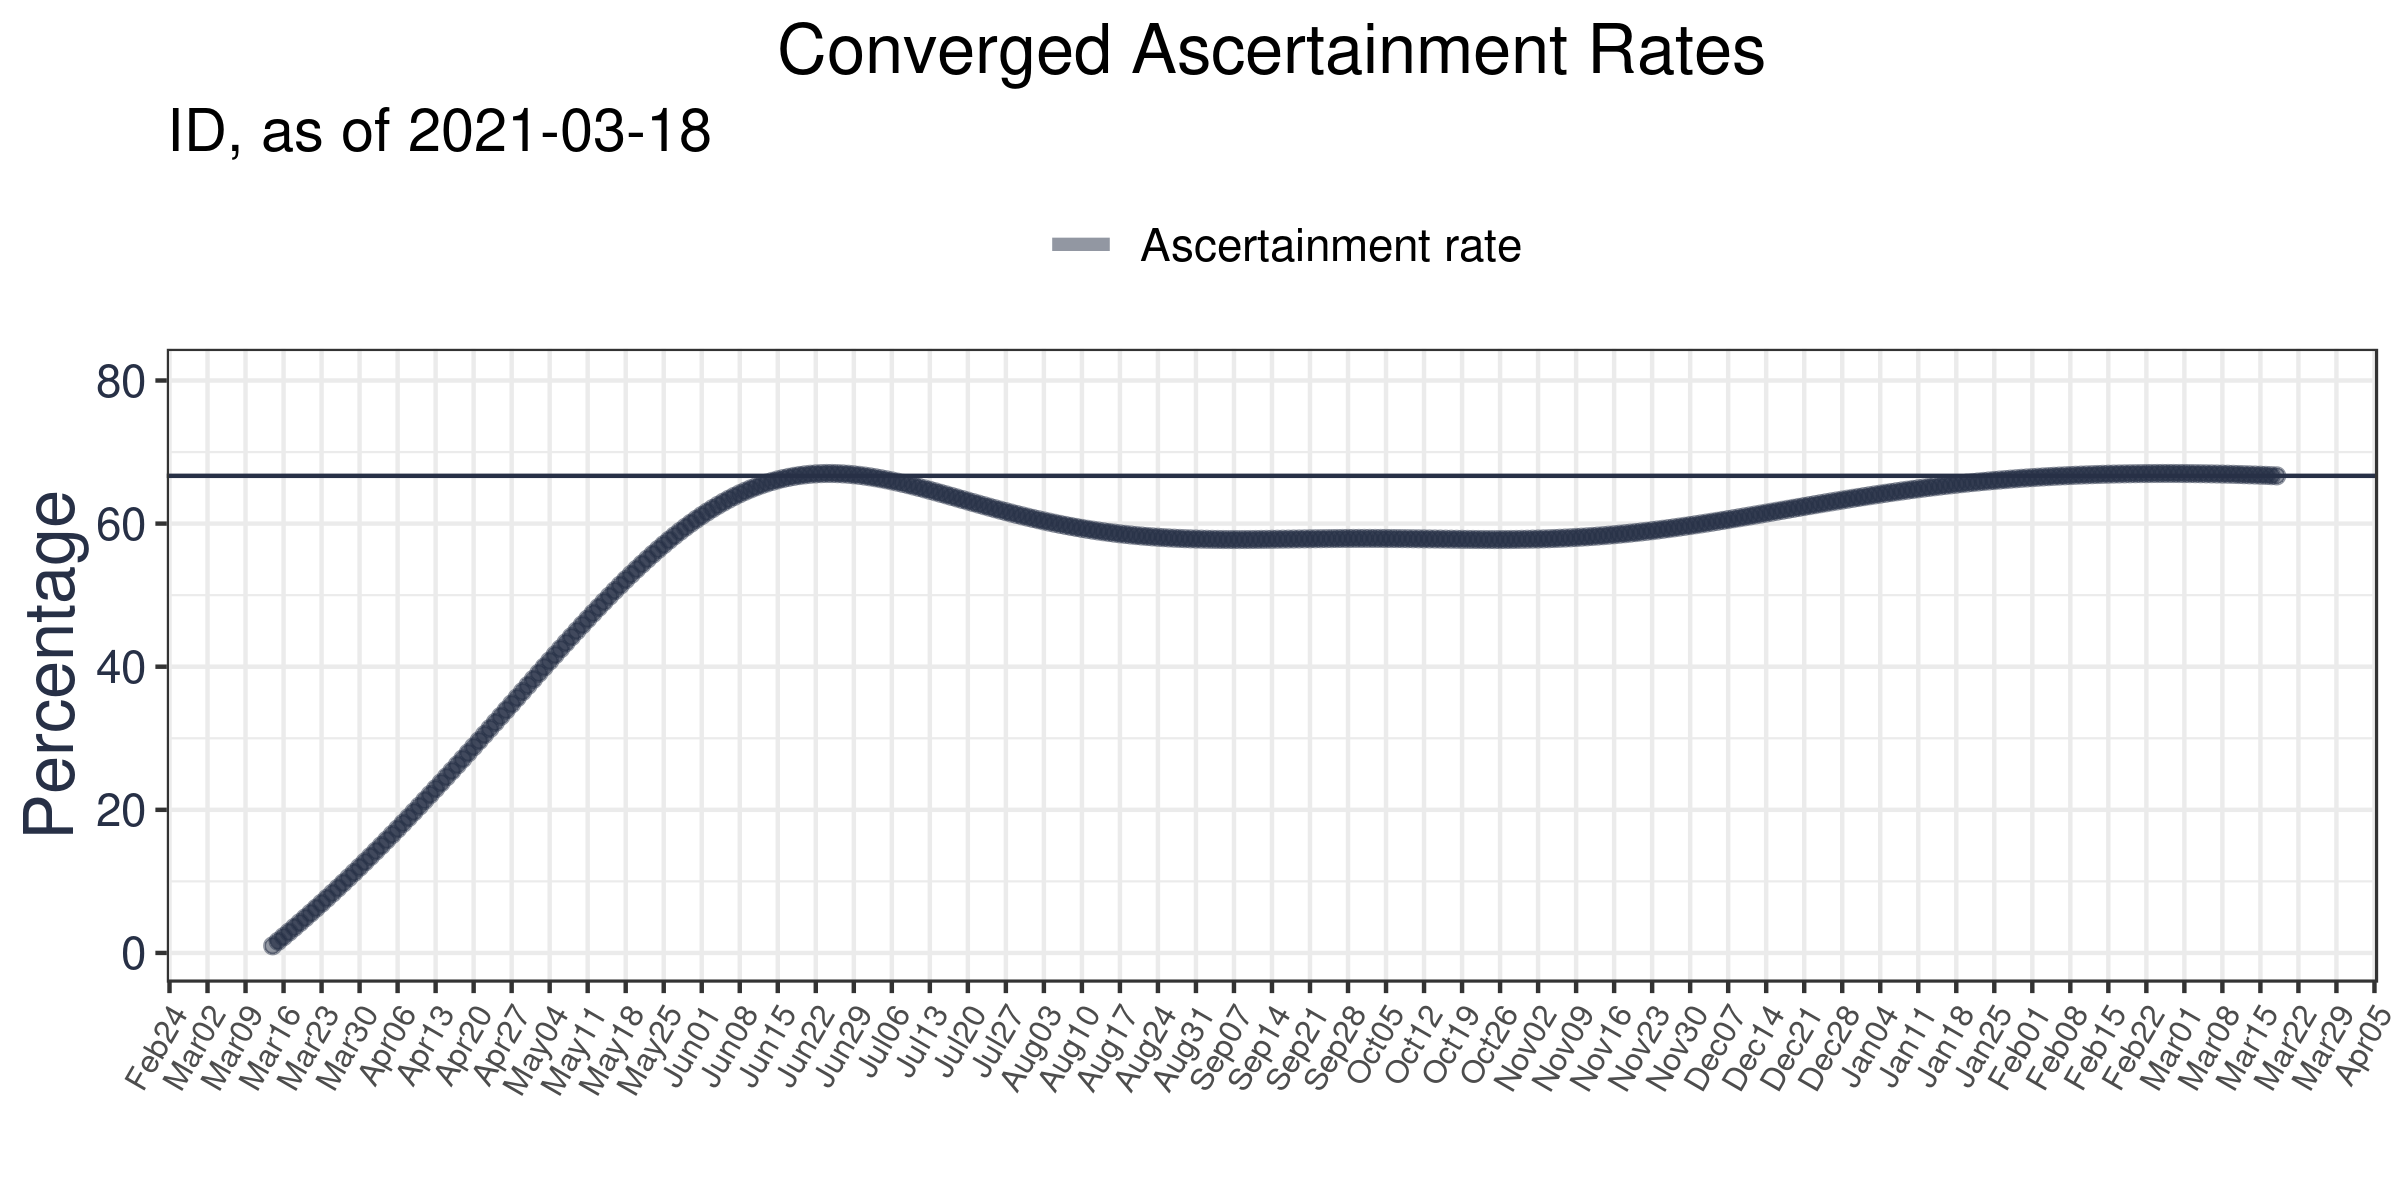 Converged Ascertainment Rates
ID, as of 2021-03-18
Ascertainment rate
Percentage
80
60
40
20
0
Feb24
Mar02
Mar09
Mar16
Mar23
Mar30
Apr06
Apr13
Apr20
Apr27
May04
May11
May18
May25
Jun01
Jun08
Jun15
Jun22
Jun29
Jul06
Jul13
Jul20
Jul27
Aug03
Aug10
Aug17
Aug24
Aug31
Sep07
Sep14
Sep21
Sep28
Oct05
Oct12
Oct19
Oct26
Nov02
Nov09
Nov16
Nov23
Nov30
Dec07
Dec14
Dec21
Dec28
Jan04
Jan11
Jan18
Jan25
Feb01
Feb08
Feb15
Feb22
Mar01
Mar08
Mar15
Mar22
Mar29
Apr05